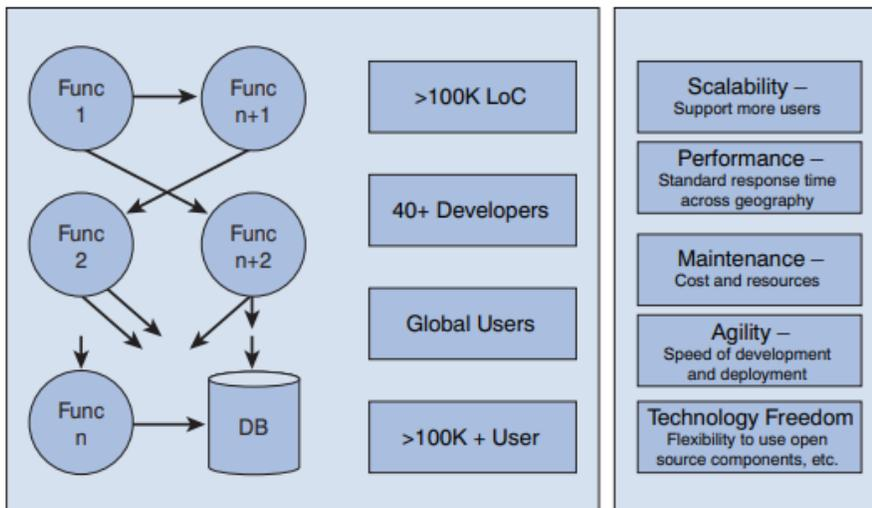 Func
1
Func
n+1
Func
2
Func
n+2
Func
n
DB
>100K LoC
40+ Developers
Global Users
>100K + User
Scalability –
Support more users
Performance –
Standard response time
across geography
Maintenance –
Cost and resources
Agility –
Speed of development
and deployment
Technology Freedom
Flexibility to use open
source components, etc.